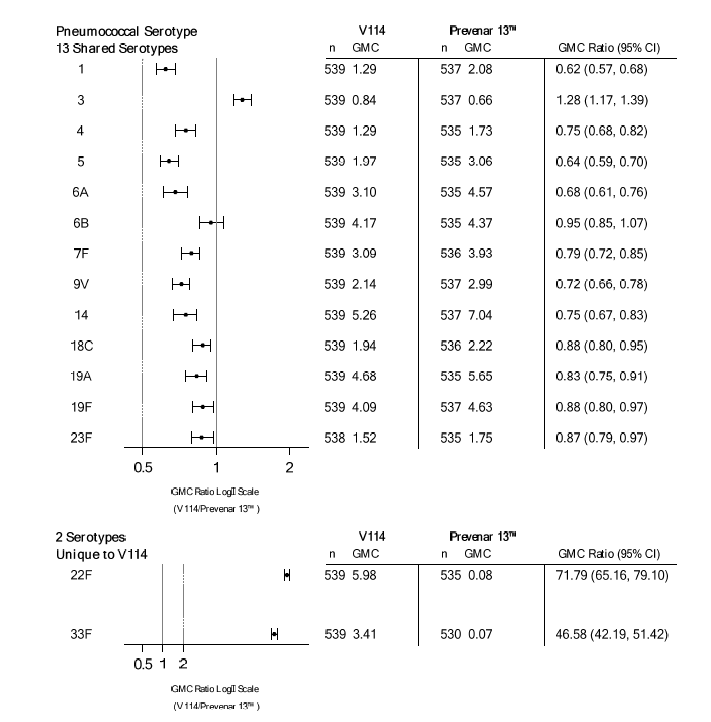 Pneumococcal Serotype V114 Prevenar 13™
13 Shared Serotypes n GMC n GMC GMC Ratio (95% CI)
1 539 1.29 537 2.08 0.62 (0.57, 0.68)
3 539 0.84 537 0.66 1.28 (1.17, 1.39)
4 539 1.29 535 1.73 0.75 (0.68, 0.82)
5 539 1.97 535 3.06 0.64 (0.59, 0.70)
6A 539 3.10 535 4.57 0.68 (0.61, 0.76)
6B 539 4.17 535 4.37 0.95 (0.85, 1.07)
7F 539 3.09 536 3.93 0.79 (0.72, 0.85)
9V 539 2.14 537 2.99 0.72 (0.66, 0.78)
14 539 5.26 537 7.04 0.75 (0.67, 0.83)
18C 539 1.94 536 2.22 0.88 (0.80, 0.95)
19A 539 4.68 535 5.65 0.83 (0.75, 0.91)
19F 539 4.09 537 4.63 0.88 (0.80, 0.97)
23F 538 1.52 535 1.75 0.87 (0.79, 0.97)
0.5 1 2
GMC Ratio Log Scale
(V114/Prevenar 13™)
2 Serotypes V114 Prevenar 13™
Unique to V114 n GMC n GMC GMC Ratio (95% CI)
22F 539 5.98 535 0.08 71.79 (65.16, 79.10)
33F 539 3.41 530 0.07 46.58 (42.19, 51.42)
0.5 1 2
GMC Ratio Log Scale
(V114/Prevenar 13™)